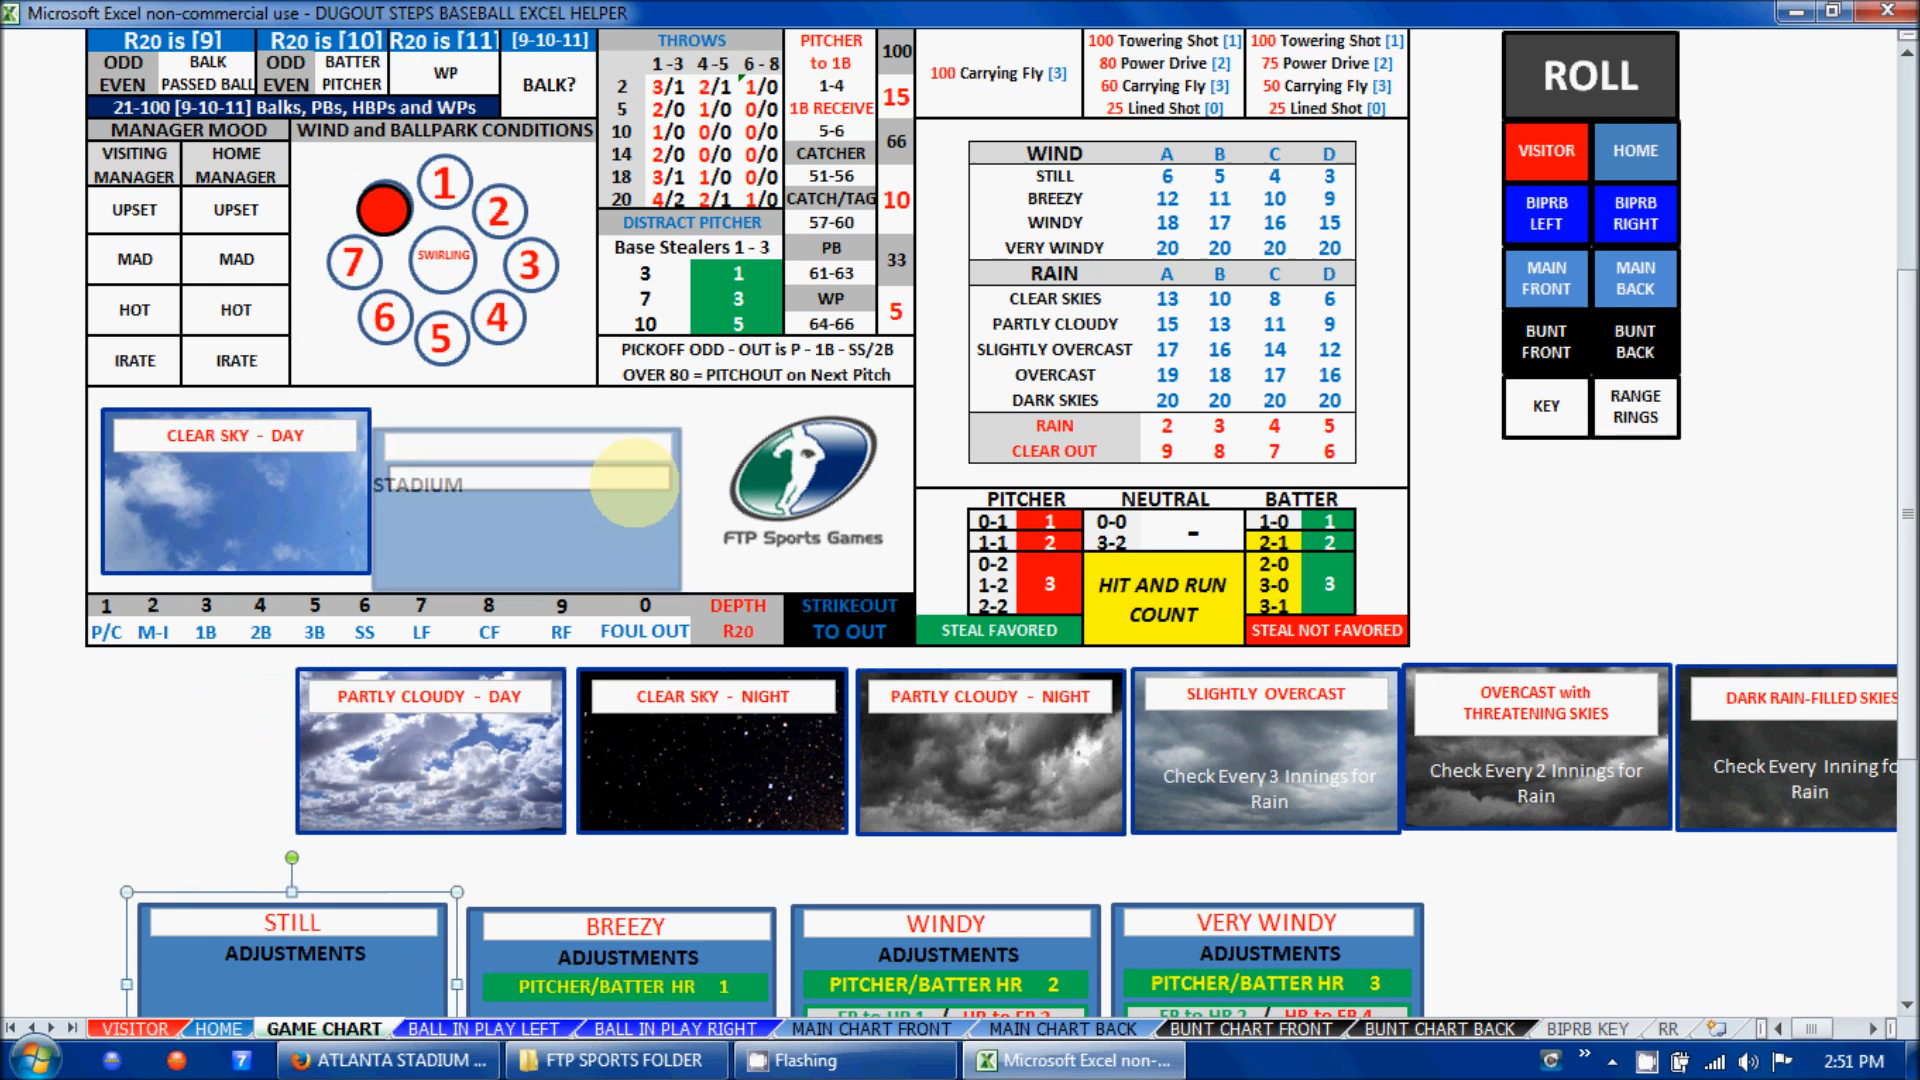 Microsoft Excel non-commercial use - DUGOUT STEPS BASEBALL EXCEL HELPER
R20 is [9] R20 is [10] R20 is [11] [9-10-11]
ODD BALK ODD BATTER WP BALK?
EVEN PASSED BALL EVEN PITCHER
21-100 [9-10-11] Balks, PBs, HBPs and WPs
MANAGER MOOD
VISITING MANAGER HOME MANAGER
UPSET UPSET
MAD MAD
HOT HOT
IRATE IRATE
WIND and BALLPARK CONDITIONS
1
2
3
4
5
6
7
SWIRLING
THROWS
1 -3 4 -5 6 - 8
2 3/1 2/1 1/0
5 2/0 1/0 0/0
10 1/0 0/0 0/0
14 2/0 0/0 0/0
18 3/1 1/0 0/0
20 4/2 2/1 1/0
DISTRACT PITCHER
Base Stealers 1 - 3
3 1
7 3
10 5
PITCHER
to 1B
1-4
1B RECEIVE
5-6
CATCHER
51-56
CATCH/TAG
57-60
PB
61-63
WP
64-66
100
15
66
10
33
5
PICKOFF ODD - OUT is P - 1B - SS/2B
OVER 80 = PITCHOUT on Next Pitch
100 Carrying Fly [3]
100 Towering Shot [1]
80 Power Drive [2]
60 Carrying Fly [3]
25 Lined Shot [0]
100 Towering Shot [1]
75 Power Drive [2]
50 Carrying Fly [3]
25 Lined Shot [0]
WIND A B C D
STILL 6 5 4 3
BREEZY 12 11 10 9
WINDY 18 17 16 15
VERY WINDY 20 20 20 20
RAIN A B C D
CLEAR SKIES 13 10 8 6
PARTLY CLOUDY 15 13 11 9
SLIGHTLY OVERCAST 17 16 14 12
OVERCAST 19 18 17 16
DARK SKIES 20 20 20 20
RAIN 2 3 4 5
CLEAR OUT 9 8 7 6
ROLL
VISITOR HOME
BIPRB LEFT BIPRB RIGHT
MAIN FRONT MAIN BACK
BUNT FRONT BUNT BACK
KEY RANGE RINGS
CLEAR SKY - DAY
STADIUM
FTP Sports Games
PITCHER NEUTRAL BATTER
0-1 1 0-0 - 1-0 1
1-1 2 3-2 2-1 2
0-2 2-0
1-2 3 3-0 3
2-2 3-1
HIT AND RUN
COUNT
STEAL FAVORED
STEAL NOT FAVORED
1 2 3 4 5 6 7 8 9 0 DEPTH STRIKEOUT
P/C M-I 1B 2B 3B SS LF CF RF FOUL OUT R20 TO OUT
PARTLY CLOUDY - DAY
CLEAR SKY - NIGHT
PARTLY CLOUDY - NIGHT
SLIGHTLY OVERCAST
Check Every 3 Innings for
Rain
OVERCAST with
THREATENING SKIES
Check Every 2 Innings for
Rain
DARK RAIN-FILLED SKIES
Check Every Inning fo
Rain
STILL
ADJUSTMENTS
BREEZY
ADJUSTMENTS
PITCHER/BATTER HR 1
WINDY
ADJUSTMENTS
PITCHER/BATTER HR 2
VERY WINDY
ADJUSTMENTS
PITCHER/BATTER HR 3
VISITOR HOME GAME CHART BALL IN PLAY LEFT BALL IN PLAY RIGHT MAIN CHART FRONT MAIN CHART BACK BUNT CHART FRONT BUNT CHART BACK BIPRB KEY RR
7 ATLANTA STADIUM ... FTP SPORTS FOLDER Flashing Microsoft Excel non-... 2:51 PM